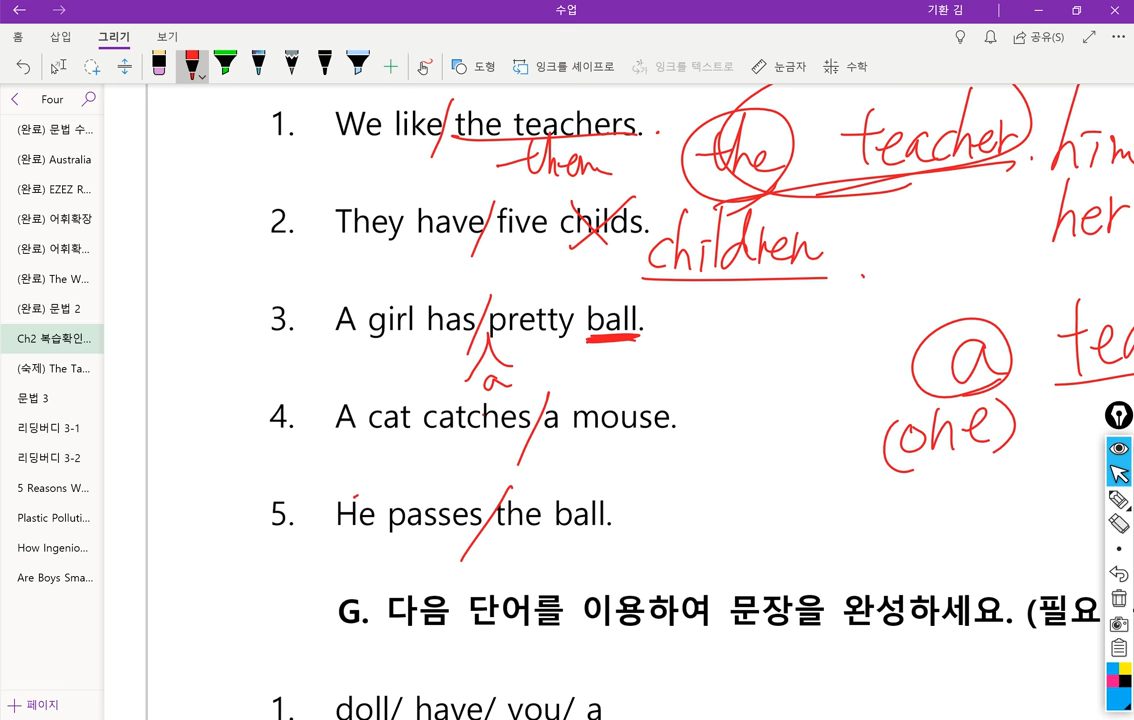 수업
기환 김
홈 삽입 그리기 보기
공유(S)
도형 잉크를 셰이프로 잉크를 텍스트로 눈금자 수학
Four
(완료) 문법 수...
(완료) Australia
(완료) EZEZ R...
(완료) 어휘확장
(완료) 어휘확...
(완료) The W...
(완료) 문법 2
Ch2 복습확인...
(숙제) The Ta...
문법 3
리딩버디 3-1
리딩버디 3-2
5 Reasons W...
Plastic Polluti...
How Ingenio...
Are Boys Sma...
페이지
1. We like / the teachers.
them
the teacher.
him
her
2. They have / five childs.
children
3. A girl has / pretty ball.
a
a
(one)
4. A cat catches / a mouse.
5. He passes / the ball.
G. 다음 단어를 이용하여 문장을 완성하세요. (필요
1. doll/ have/ you/ a